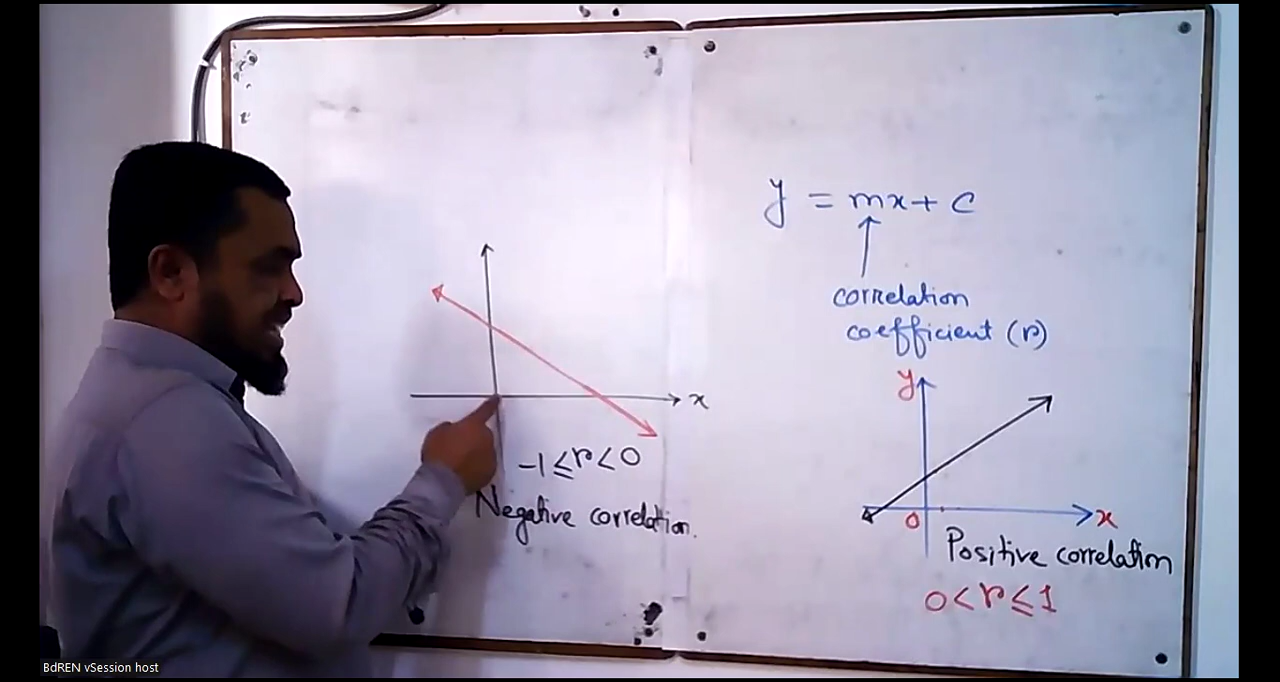 y = mx + c
correlation
coefficient (r)
x
-1 ≤ r < 0
Negative correlation.
y
0
x
Positive correlation
0 < r ≤ 1
BdREN vSession host